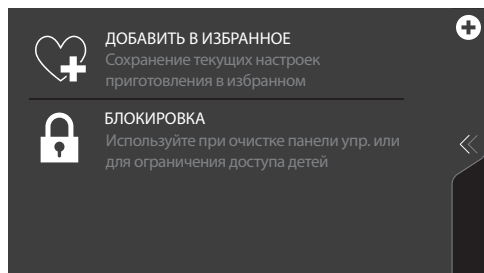 ДОБАВИТЬ В ИЗБРАННОЕ
Сохранение текущих настроек
приготовления в избранном
БЛОКИРОВКА
Используйте при очистке панели упр. или
для ограничения доступа детей